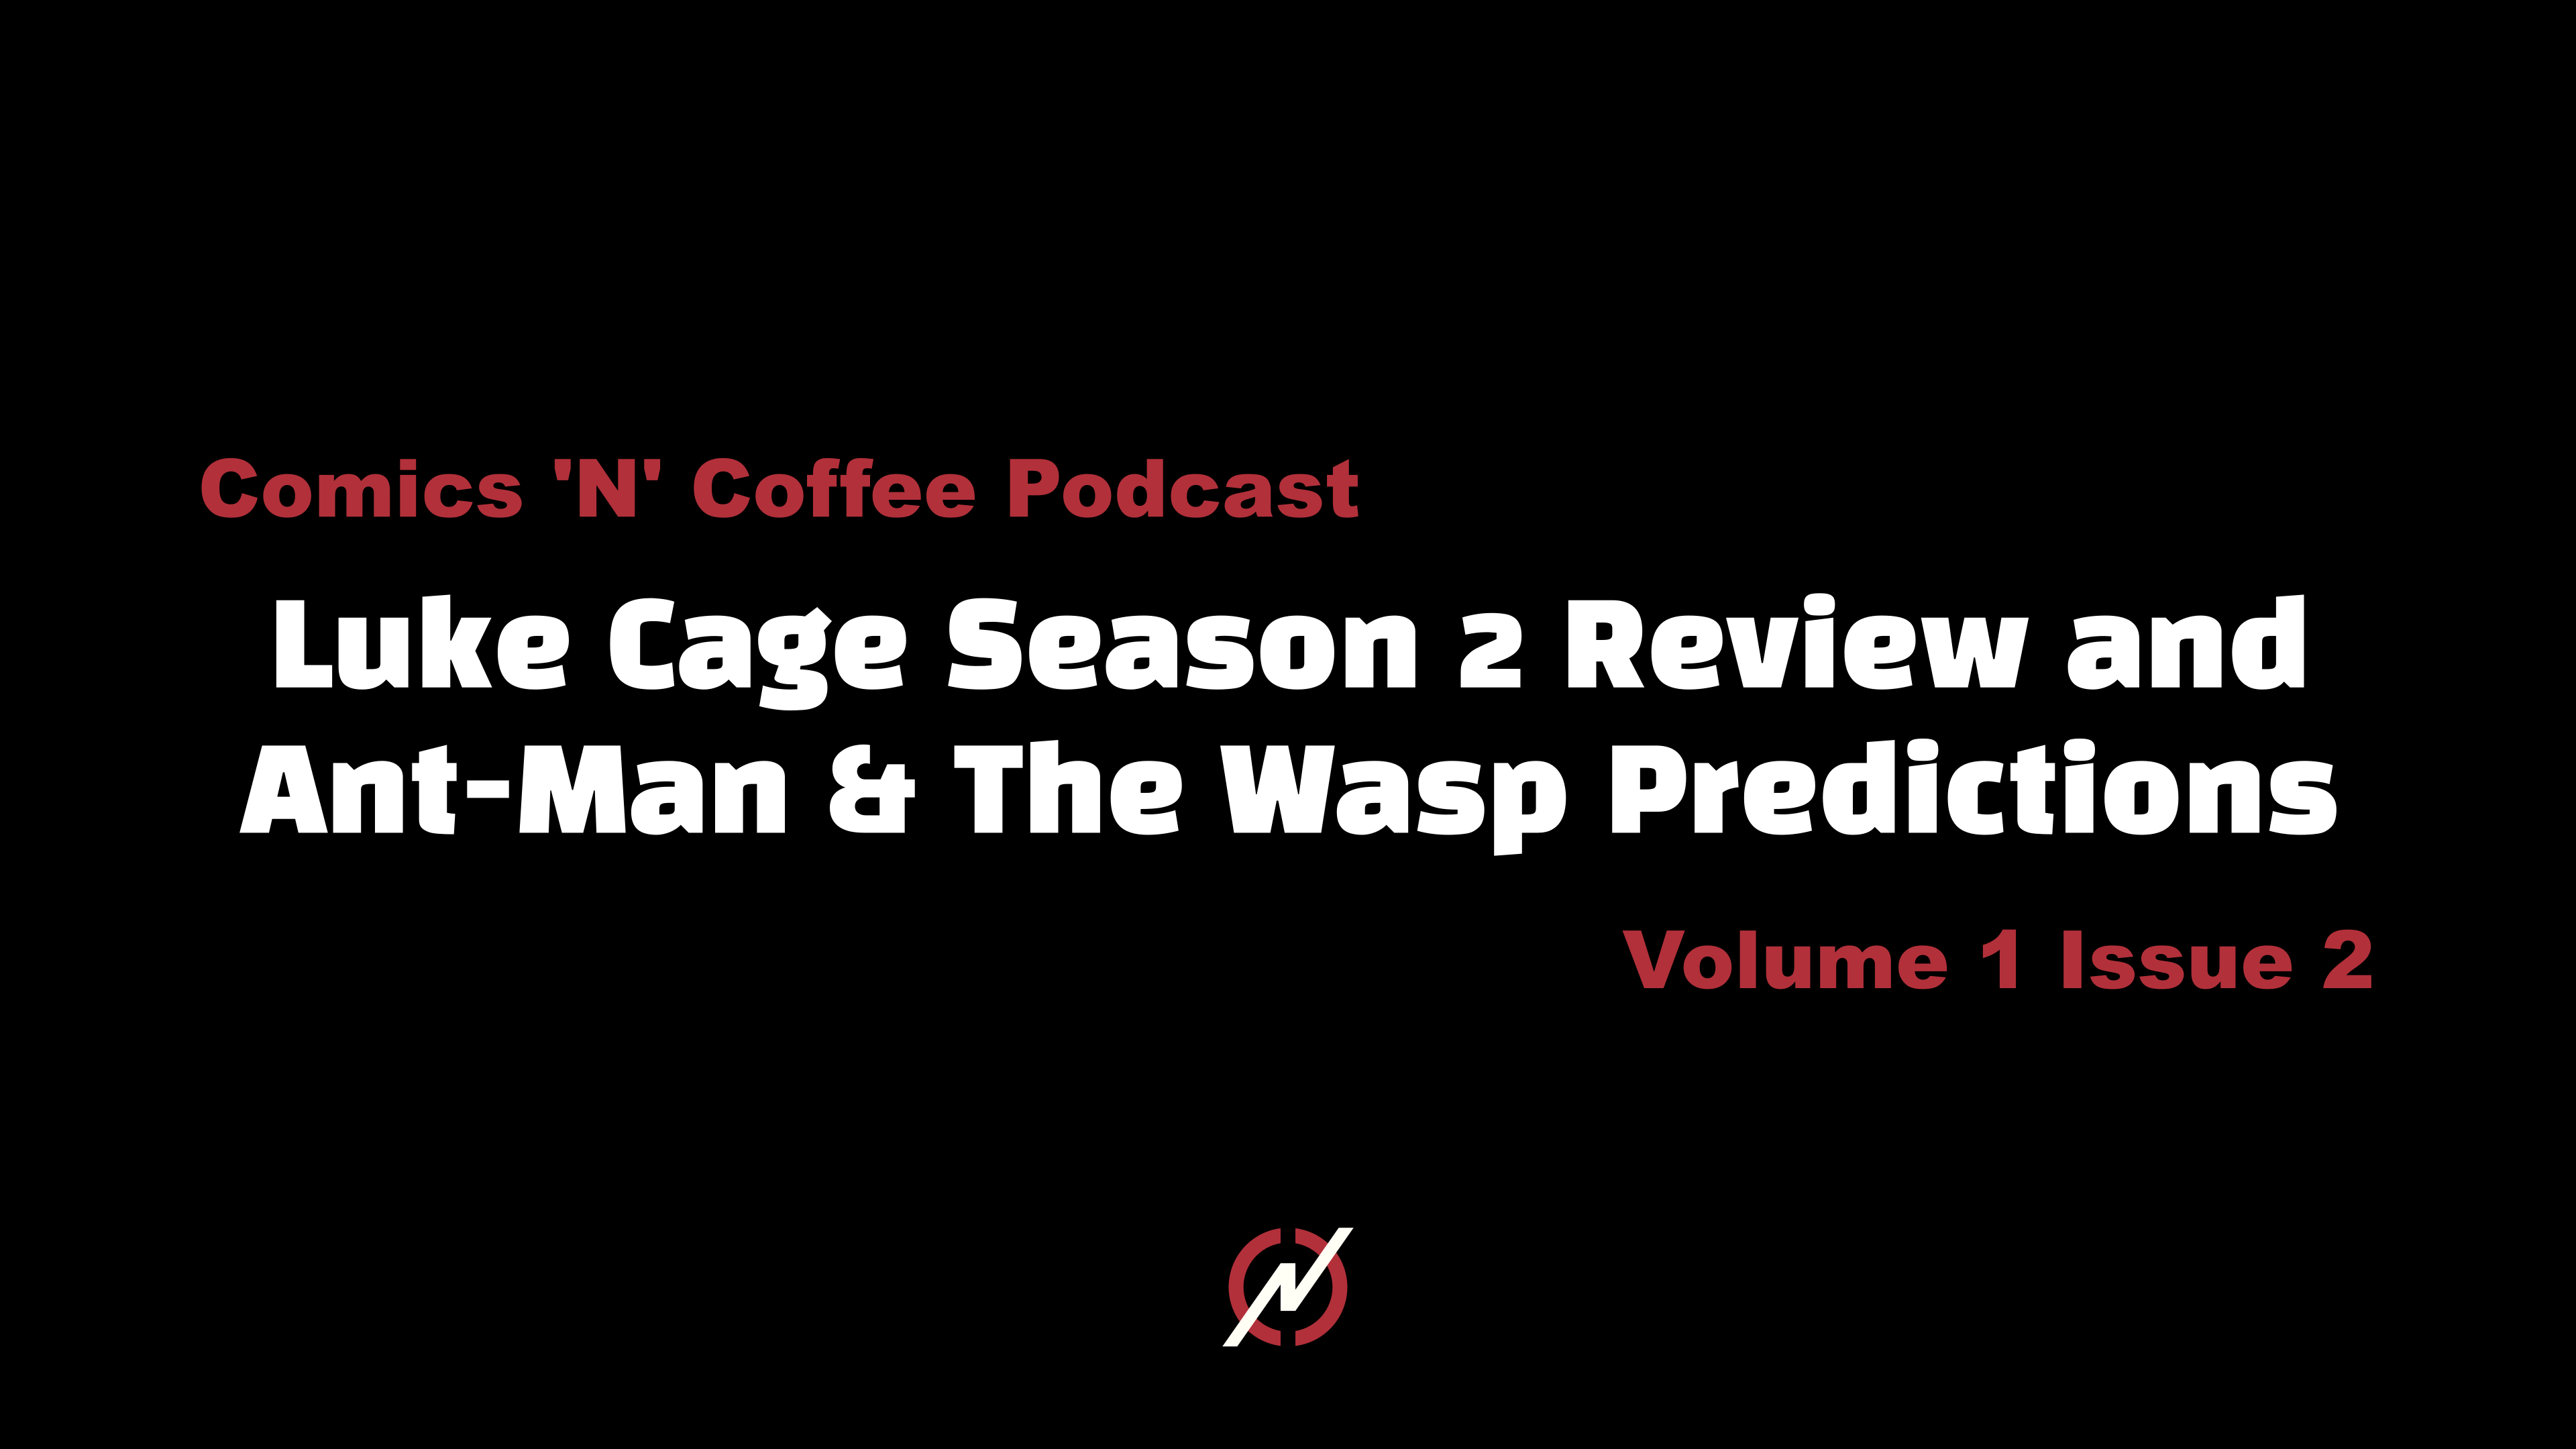 Comics 'N' Coffee Podcast
Luke Cage Season 2 Review and
Ant-Man & The Wasp Predictions
Volume 1 Issue 2
N